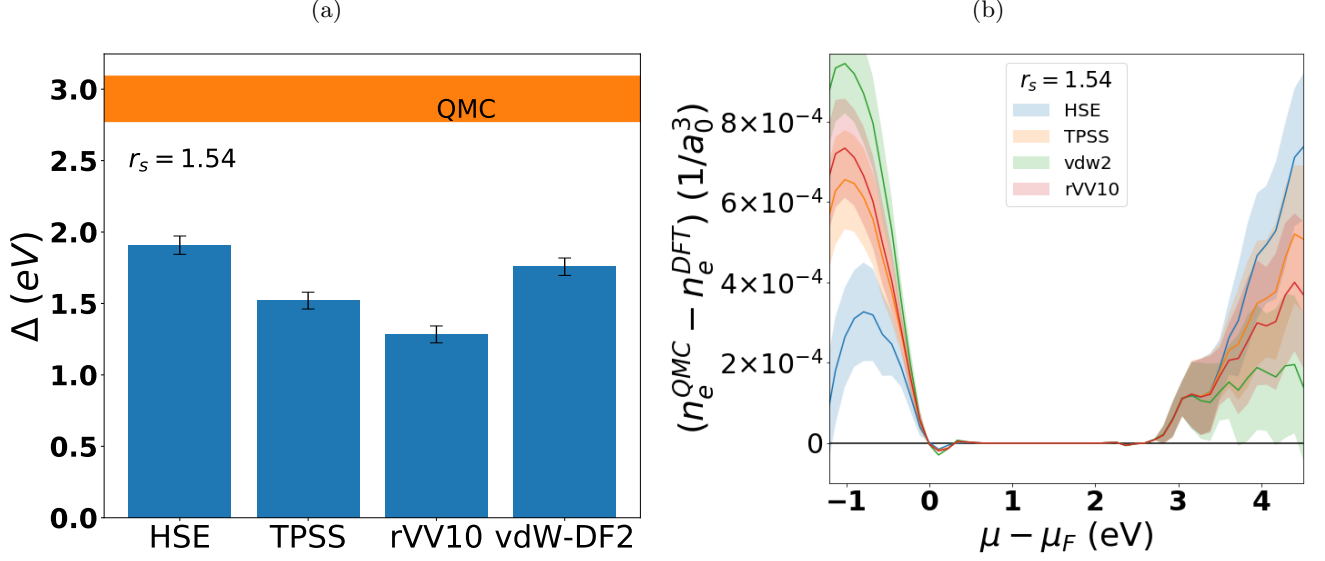 (a)
(b)
Δ (eV)
3.0
2.5
2.0
1.5
1.0
0.5
0.0
QMC
r_s = 1.54
HSE TPSS rVV10 vdW-DF2
(n_e^{QMC} − n_e^{DFT}) (1/a_0^3)
8×10⁻⁴
6×10⁻⁴
4×10⁻⁴
2×10⁻⁴
0
r_s = 1.54
HSE
TPSS
vdw2
rVV10
−1 0 1 2 3 4
μ − μ_F (eV)